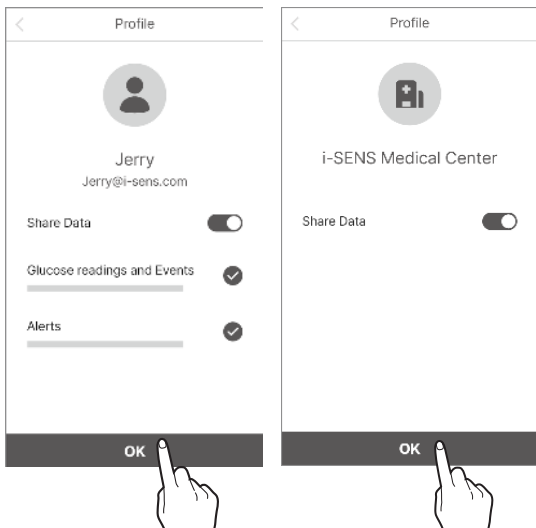 Profile
Jerry
Jerry@i-sens.com
Share Data
Glucose readings and Events
Alerts
OK
Profile
i-SENS Medical Center
Share Data
OK